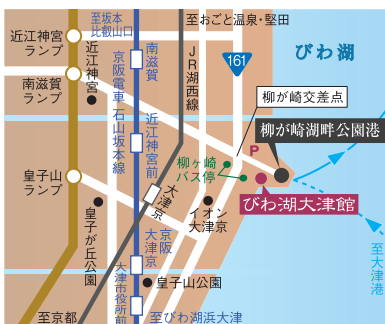 至坂本
比叡山口
至おごと温泉・堅田
近江神宮
ランプ
近江神宮
南滋賀
京阪電車 石山坂本線
JR湖西線
161
びわ湖
南滋賀
ランプ
柳が崎交差点
近江神宮前
P
柳が崎湖畔公園港
柳ヶ崎
バス停
皇子山
ランプ
大津京
びわ湖大津館
イオン
大津京
皇子が丘公園
京阪
大津京
至大津港
皇子山公園
大津市役所前
至京都
至びわ湖浜大津